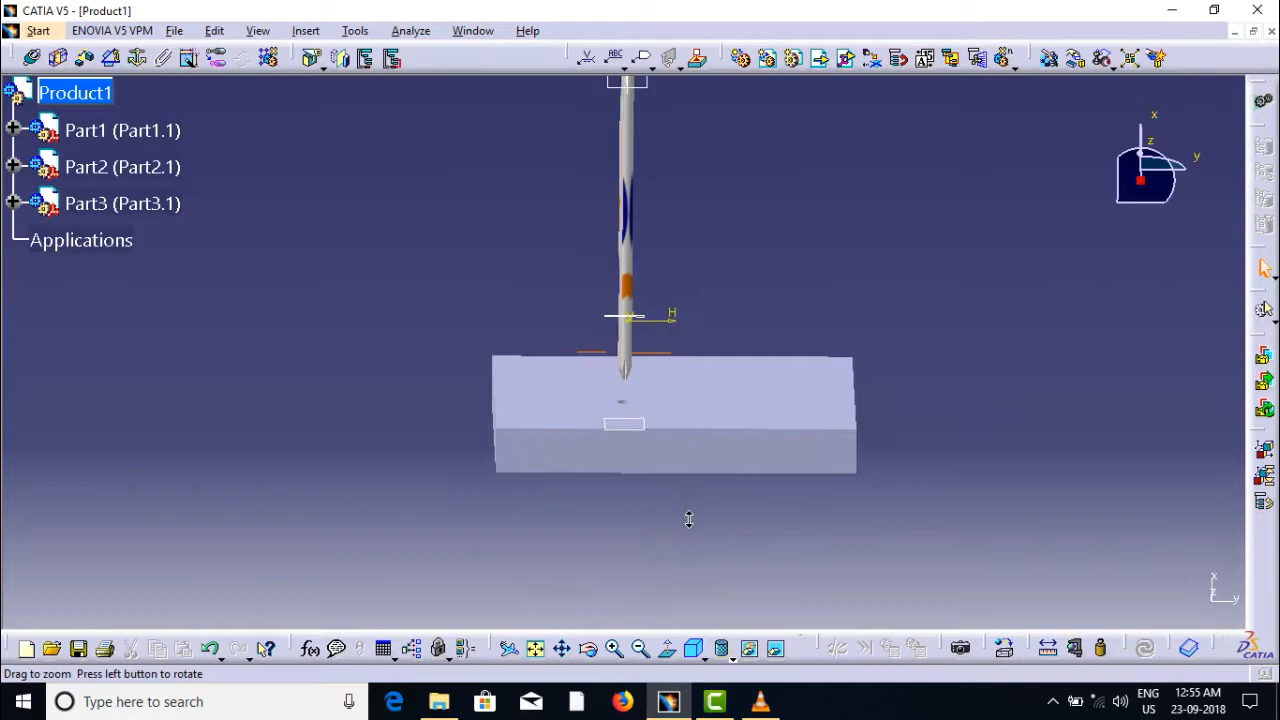 CATIA V5 - [Product1]
Start ENOVIA V5 VPM File Edit View Insert Tools Analyze Window Help
ABC
Product1
Part1 (Part1.1)
Part2 (Part2.1)
Part3 (Part3.1)
Applications
x
z
y
H
x
z
y
f(x)
CATIA
Drag to zoom Press left button to rotate
Type here to search
ENG
US
12:55 AM
23-09-2018